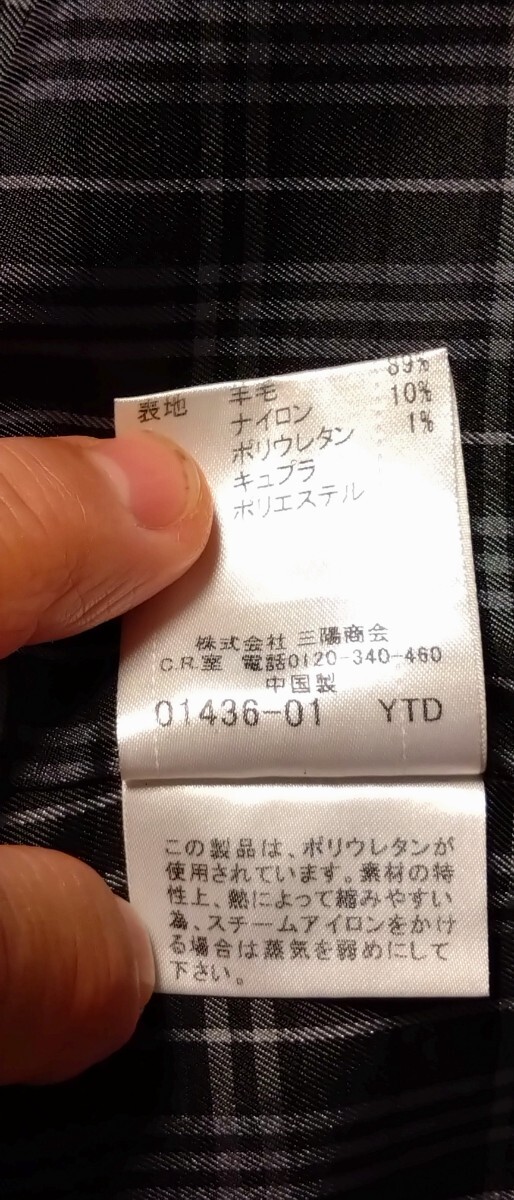 表地 羊毛 89%
ナイロン 10%
ポリウレタン 1%
キュプラ
ポリエステル
株式会社 三陽商会
C.R.室 電話0120-340-460
中国製
01436-01 YTD
この製品は、ポリウレタンが
使用されています。素材の特
性上、熱によって縮みやすい
為、スチームアイロンをかけ
る場合は蒸気を弱めにして
下さい。